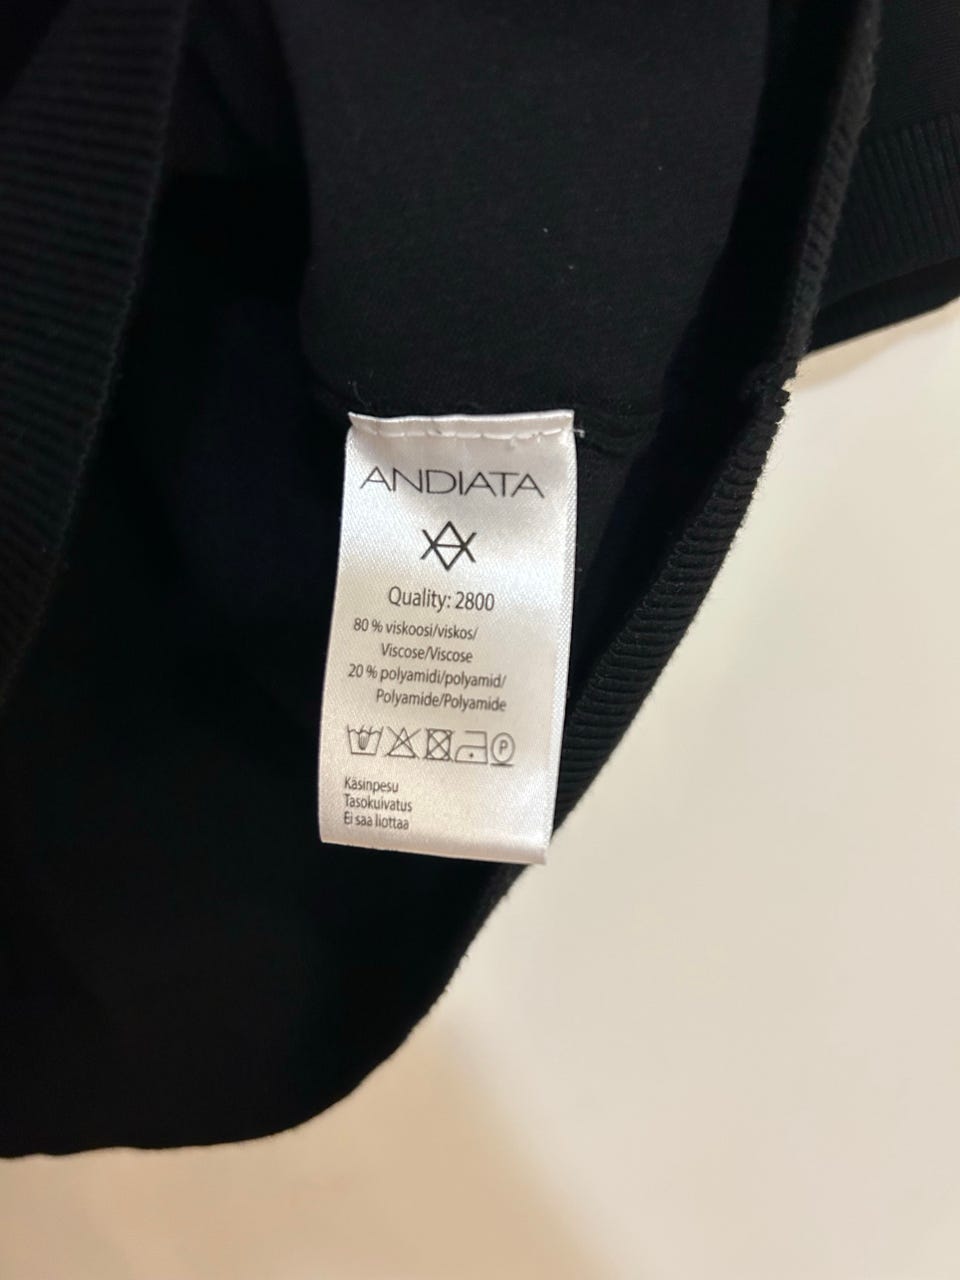 ANDIATA
Quality: 2800
80 % viskoosi/viskos/
Viscose/Viscose
20 % polyamidi/polyamid/
Polyamide/Polyamide
P
Käsinpesu
Tasokuivatus
Ei saa liottaa